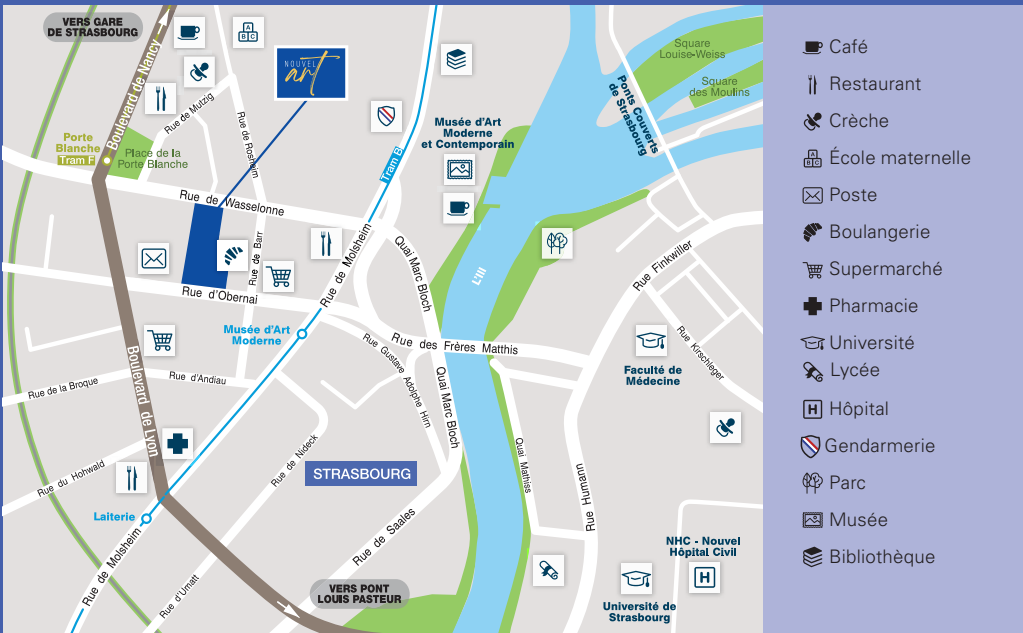 VERS GARE
DE STRASBOURG
Boulevard de Nancy
A
B C
NOUVEL
art
Rue de Mutzig
Rue de Rosheim
Porte
Blanche
Tram F
Place de la
Porte Blanche
Tram B
Musée d'Art
Moderne
et Contemporain
Ponts Couverts
de Strasbourg
Square
Louise-Weiss
Square
des Moulins
Rue de Wasselonne
Rue de Barr
Rue de Molsheim
Quai Marc Bloch
L'Ill
Rue Finkwiller
Rue d'Obernai
Musée d'Art
Moderne
Rue des Frères Matthis
Rue Gustave Adolphe Hirn
Rue Kirschleger
Faculté de
Médecine
Boulevard de Lyon
Rue d'Andlau
Rue de la Broque
Quai Marc Bloch
Rue du Hohwald
Rue de Nideck
STRASBOURG
Quai Mathiss
Rue Humann
Laiterie
Rue de Molsheim
Rue de Saales
Rue d'Urmatt
VERS PONT
LOUIS PASTEUR
NHC - Nouvel
Hôpital Civil
H
Université de
Strasbourg
Café
Restaurant
Crèche
A
B C
École maternelle
Poste
Boulangerie
Supermarché
Pharmacie
Université
Lycée
H Hôpital
Gendarmerie
Parc
Musée
Bibliothèque